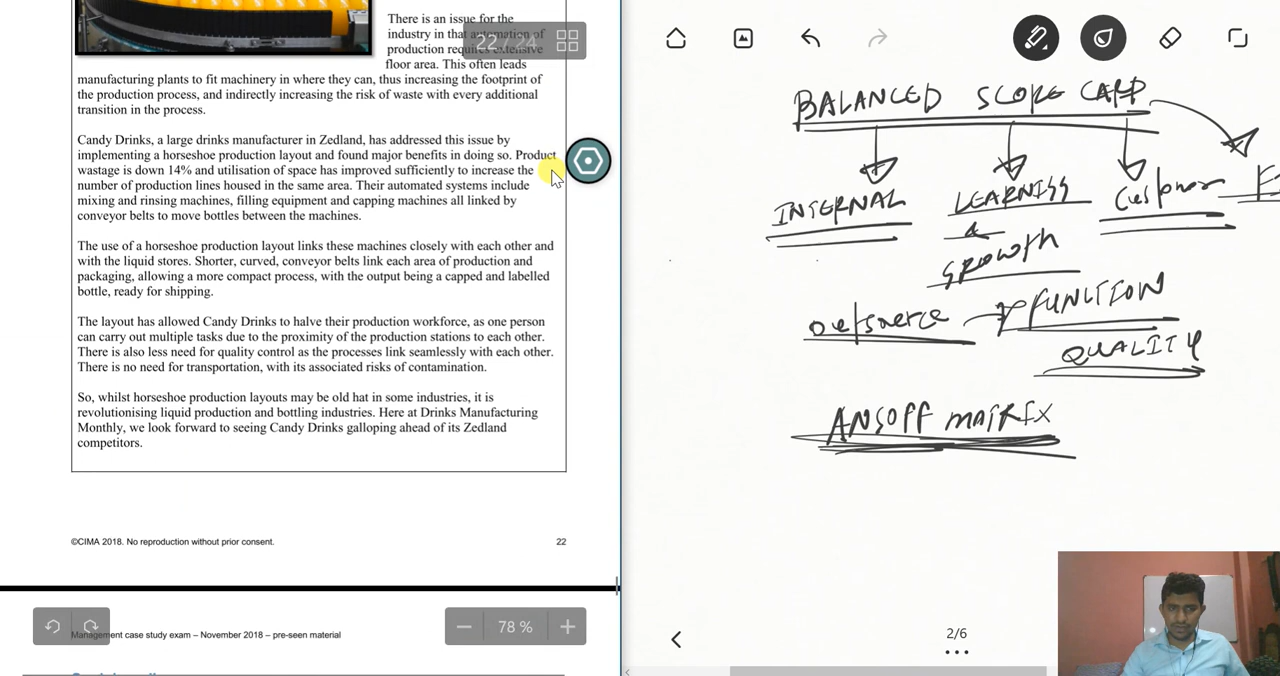 There is an issue for the
industry in that automation of
production requires extensive
floor area. This often leads
manufacturing plants to fit machinery in where they can, thus increasing the footprint of
the production process, and indirectly increasing the risk of waste with every additional
transition in the process.
Candy Drinks, a large drinks manufacturer in Zedland, has addressed this issue by
implementing a horseshoe production layout and found major benefits in doing so. Product
wastage is down 14% and utilisation of space has improved sufficiently to increase the
number of production lines housed in the same area. Their automated systems include
mixing and rinsing machines, filling equipment and capping machines all linked by
conveyor belts to move bottles between the machines.
The use of a horseshoe production layout links these machines closely with each other and
with the liquid stores. Shorter, curved, conveyor belts link each area of production and
packaging, allowing a more compact process, with the output being a capped and labelled
bottle, ready for shipping.
The layout has allowed Candy Drinks to halve their production workforce, as one person
can carry out multiple tasks due to the proximity of the production stations to each other.
There is also less need for quality control as the processes link seamlessly with each other.
There is no need for transportation, with its associated risks of contamination.
So, whilst horseshoe production layouts may be old hat in some industries, it is
revolutionising liquid production and bottling industries. Here at Drinks Manufacturing
Monthly, we look forward to seeing Candy Drinks galloping ahead of its Zedland
competitors.
©CIMA 2018. No reproduction without prior consent. 22
Management case study exam – November 2018 – pre-seen material
22 24
78 %
BALANCED SCORE CARD
INTERNAL LEARNING Customer
& growth
outsource FUNCTION
QUALITY
ANSOFF MATRIX
2/6